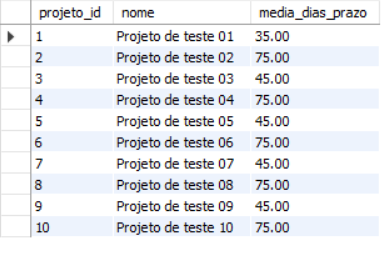 projeto_id nome media_dias_prazo
1 Projeto de teste 01 35.00
2 Projeto de teste 02 75.00
3 Projeto de teste 03 45.00
4 Projeto de teste 04 75.00
5 Projeto de teste 05 45.00
6 Projeto de teste 06 75.00
7 Projeto de teste 07 45.00
8 Projeto de teste 08 75.00
9 Projeto de teste 09 45.00
10 Projeto de teste 10 75.00